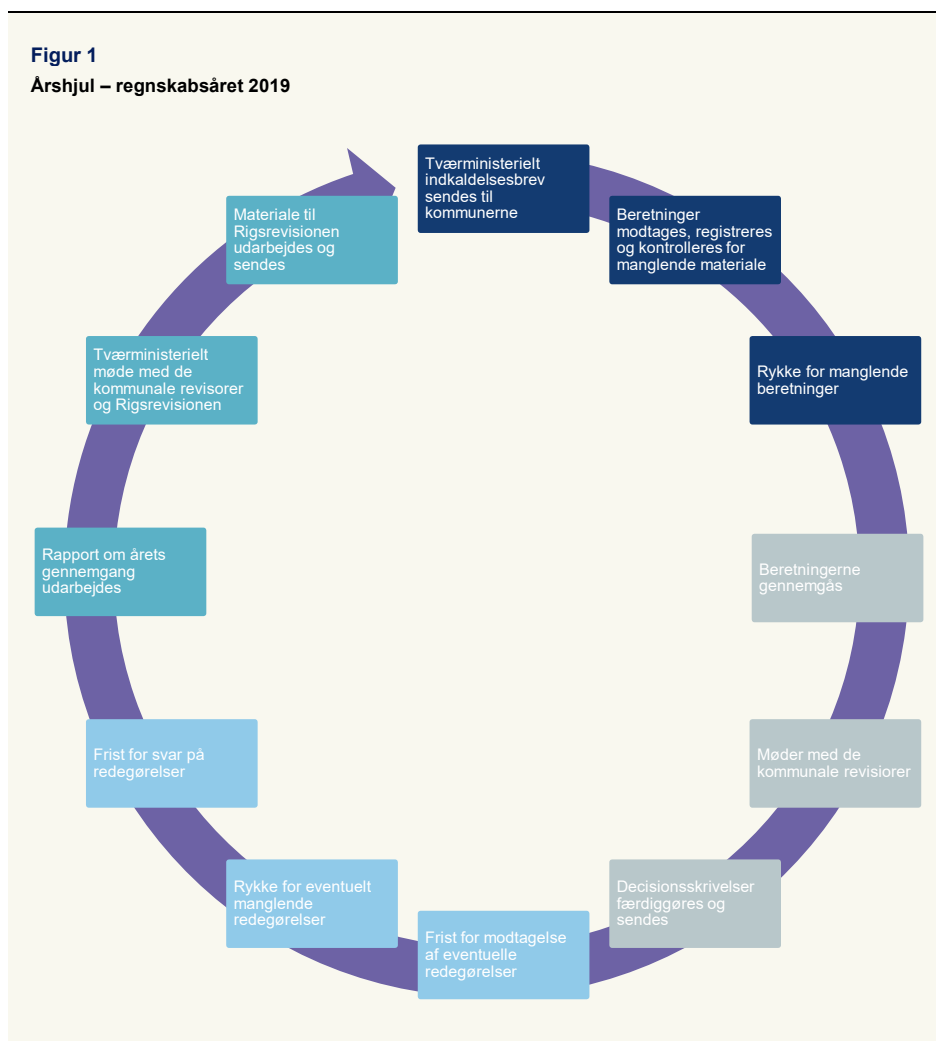 Figur 1
Årshjul – regnskabsåret 2019
Tværministerielt
indkaldelsesbrev
sendes til
kommunerne
Beretninger
modtages, registreres
og kontrolleres for
manglende materiale
Rykke for manglende
beretninger
Beretningerne
gennemgås
Møder med de
kommunale revisiorer
Decisionsskrivelser
færdiggøres og
sendes
Frist for modtagelse
af eventuelle
redegørelser
Rykke for eventuelt
manglende
redegørelser
Frist for svar på
redegørelser
Rapport om årets
gennemgang
udarbejdes
Tværministerielt
møde med de
kommunale revisorer
og Rigsrevisionen
Materiale til
Rigsrevisionen
udarbejdes og
sendes